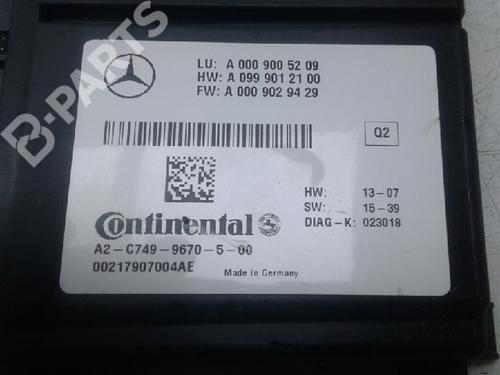 LU: A 000 900 52 09
HW: A 099 901 21 00
FW: A 000 902 94 29
Q2
HW: 13-07
SW: 15-39
DIAG-K: 023018
Continental
A2-C749-9670-5-00
00217907004AE
Made in Germany
B-PARTS